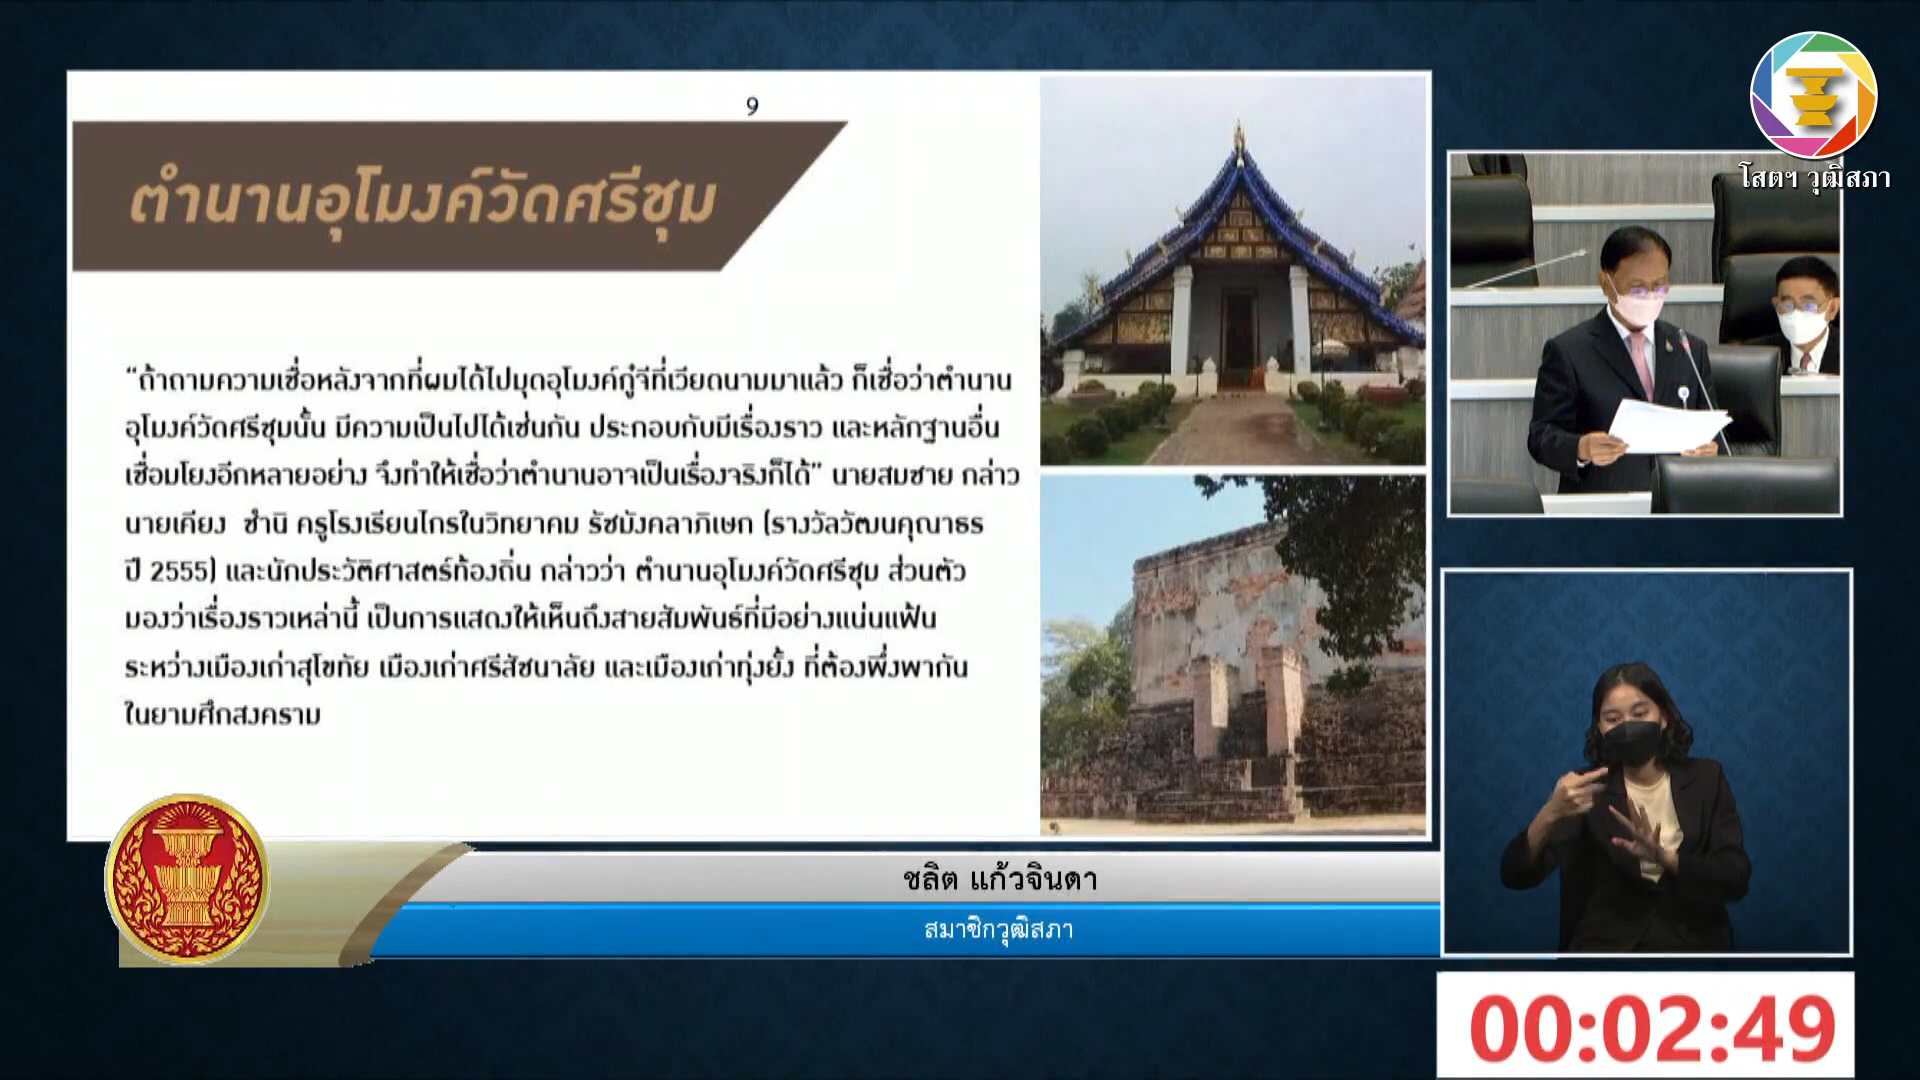 9
ตำนานอุโมงค์วัดศรีชุม
“ถ้าถามความเชื่อหลังจากที่ผมได้ไปมุดอุโมงค์กู๋จีที่เวียดนามมาแล้ว ก็เชื่อว่าตำนาน
อุโมงค์วัดศรีชุมนั้น มีความเป็นไปได้เช่นกัน ประกอบกับมีเรื่องราว และหลักฐานอื่น
เชื่อมโยงอีกหลายอย่าง จึงทำให้เชื่อว่าตำนานอาจเป็นเรื่องจริงก็ได้” นายสมชาย กล่าว
นายเคียง ชำนิ ครูโรงเรียนไกรในวิทยาคม รัชมังคลาภิเษก (รางวัลวัฒนคุณาธร
ปี 2555) และนักประวัติศาสตร์ท้องถิ่น กล่าวว่า ตำนานอุโมงค์วัดศรีชุม ส่วนตัว
มองว่าเรื่องราวเหล่านี้ เป็นการแสดงให้เห็นถึงสายสัมพันธ์ที่มีอย่างแน่นแฟ้น
ระหว่างเมืองเก่าสุโขทัย เมืองเก่าศรีสัชนาลัย และเมืองเก่าทุ่งยั้ง ที่ต้องพึ่งพากัน
ในยามศึกสงคราม
โสตฯ วุฒิสภา
ชลิต แก้วจินดา
สมาชิกวุฒิสภา
00:02:49